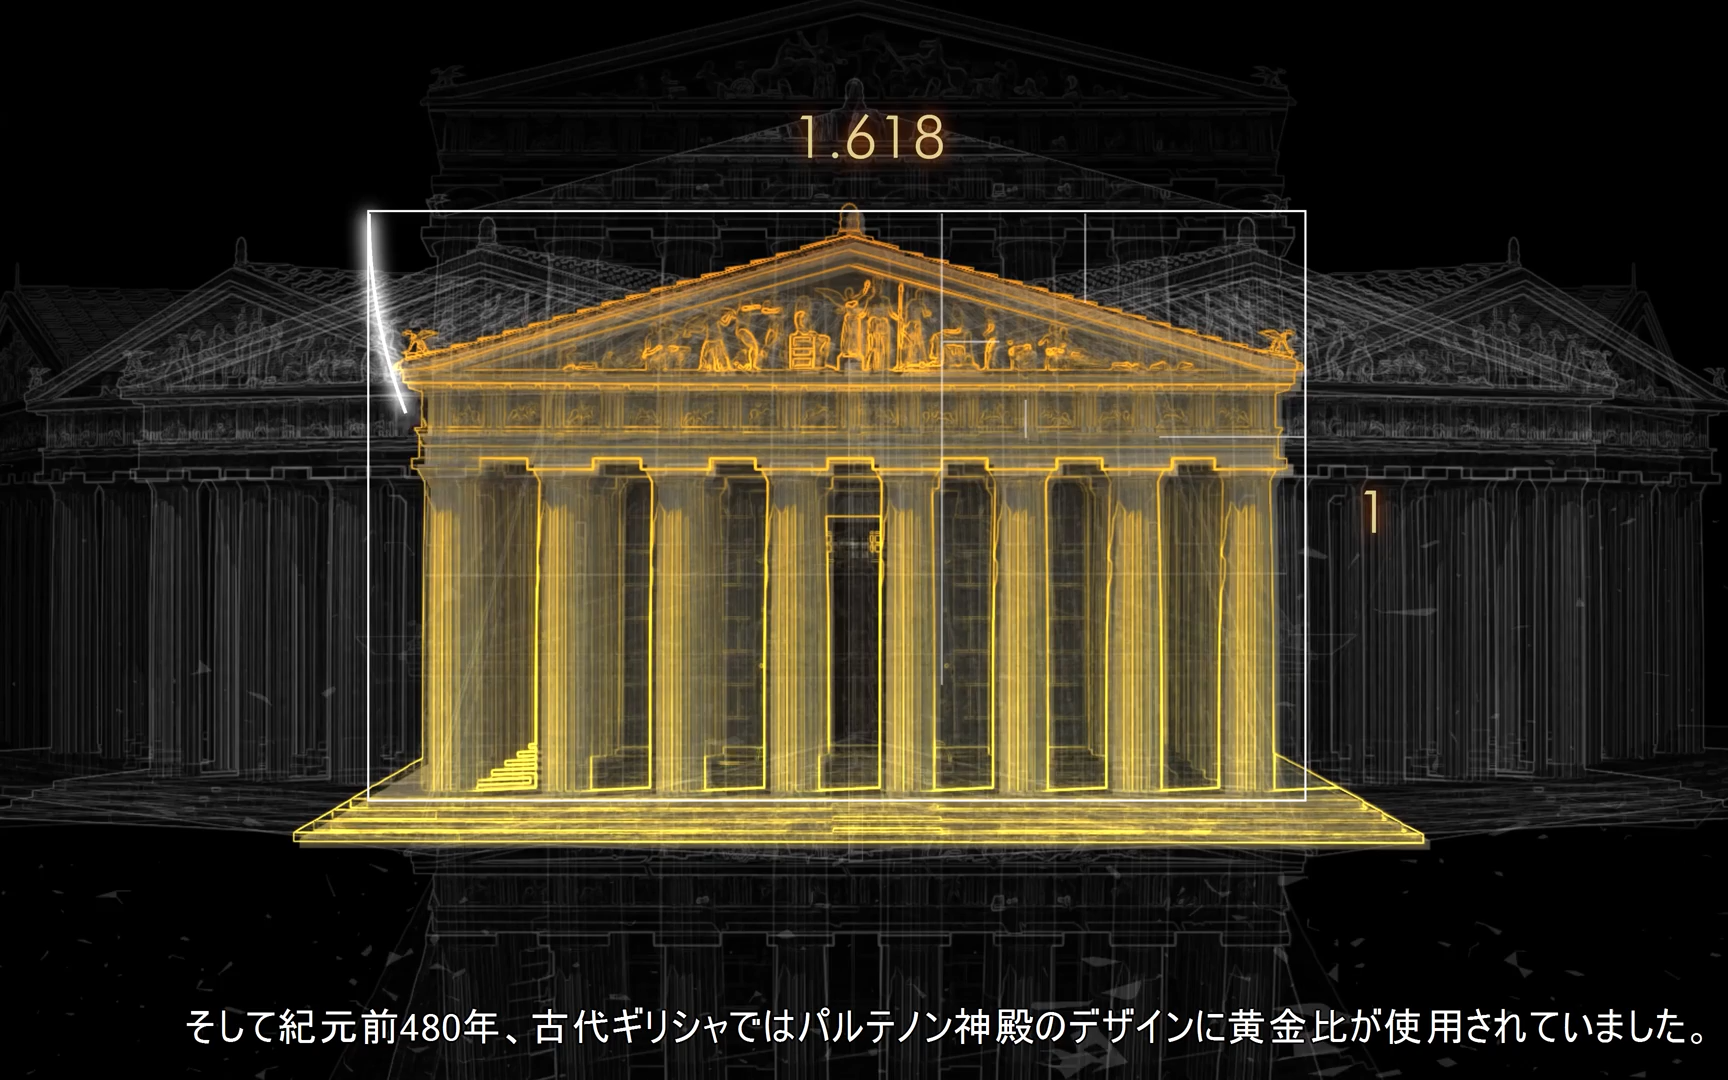 1.618
1
そして紀元前480年、古代ギリシャではパルテノン神殿のデザインに黄金比が使用されていました。